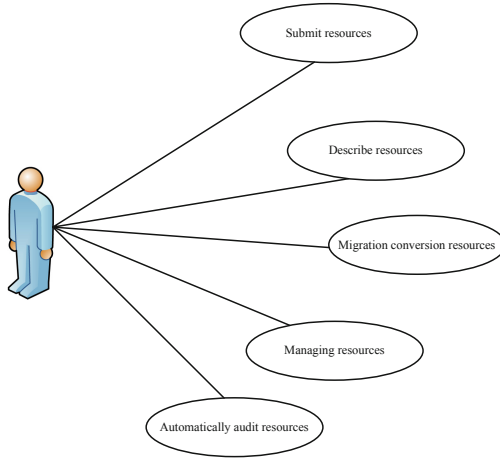 Submit resources
Describe resources
Migration conversion resources
Managing resources
Automatically audit resources